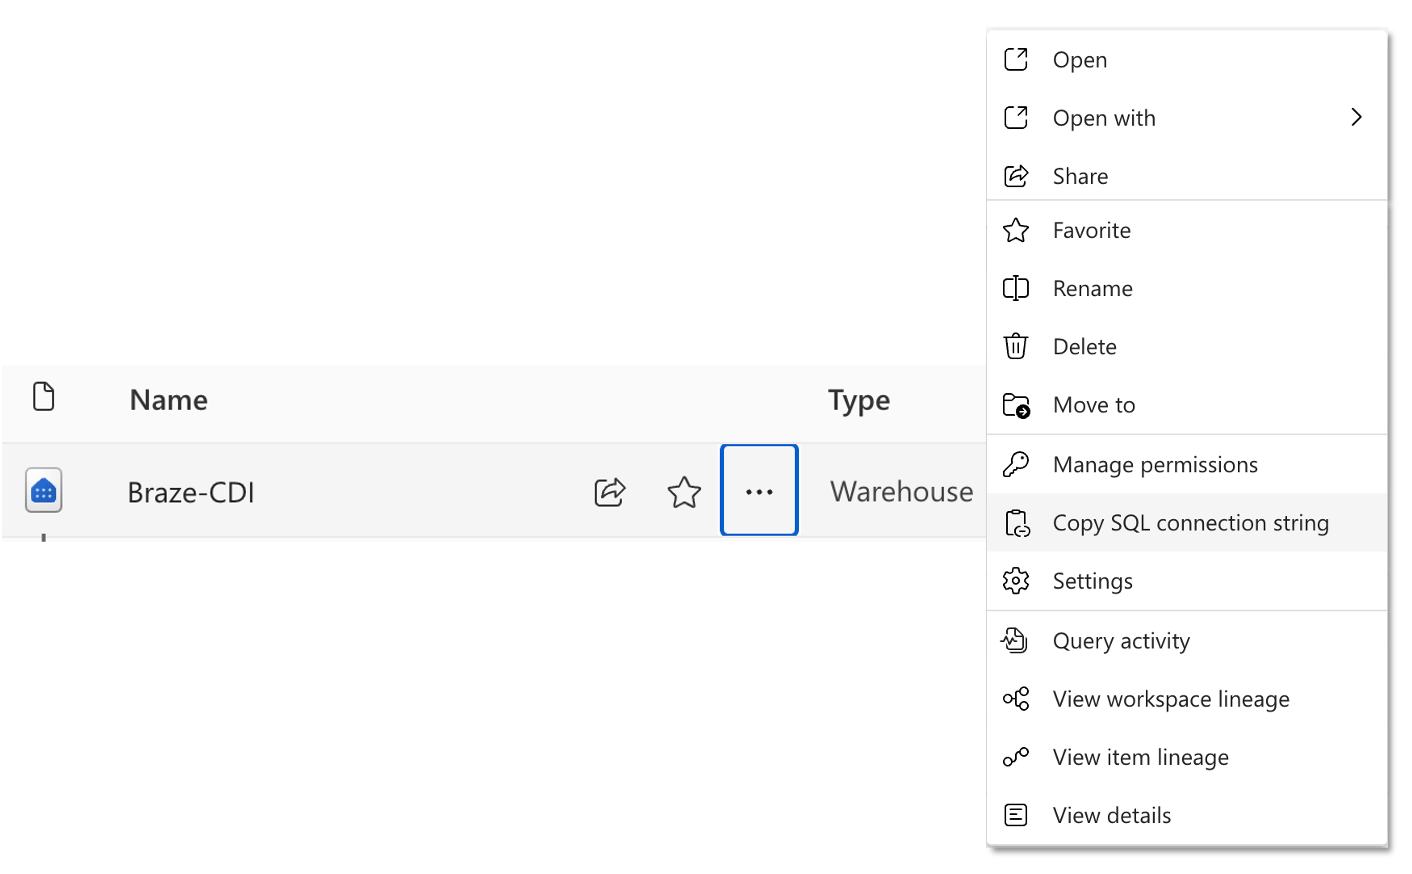 Name
Type
Braze-CDI
Warehouse
Open
Open with
Share
Favorite
Rename
Delete
Move to
Manage permissions
Copy SQL connection string
Settings
Query activity
View workspace lineage
View item lineage
View details